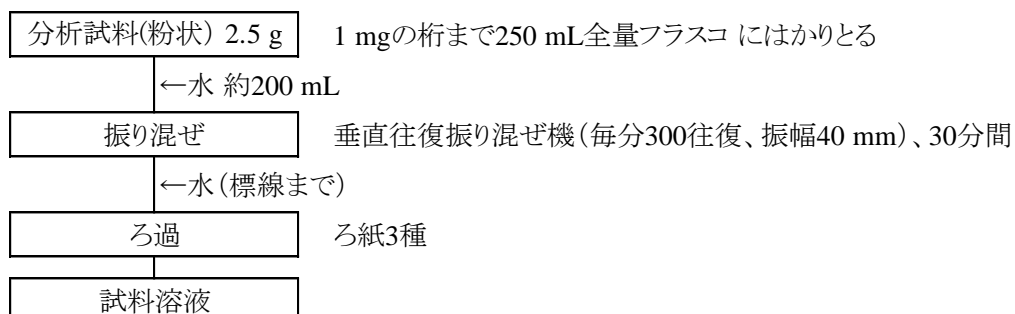 分析試料(粉状) 2.5 g 1 mgの桁まで250 mL全量フラスコ にはかりとる
←水 約200 mL
振り混ぜ 垂直往復振り混ぜ機(毎分300往復、振幅40 mm)、30分間
←水(標線まで)
ろ過 ろ紙3種
試料溶液